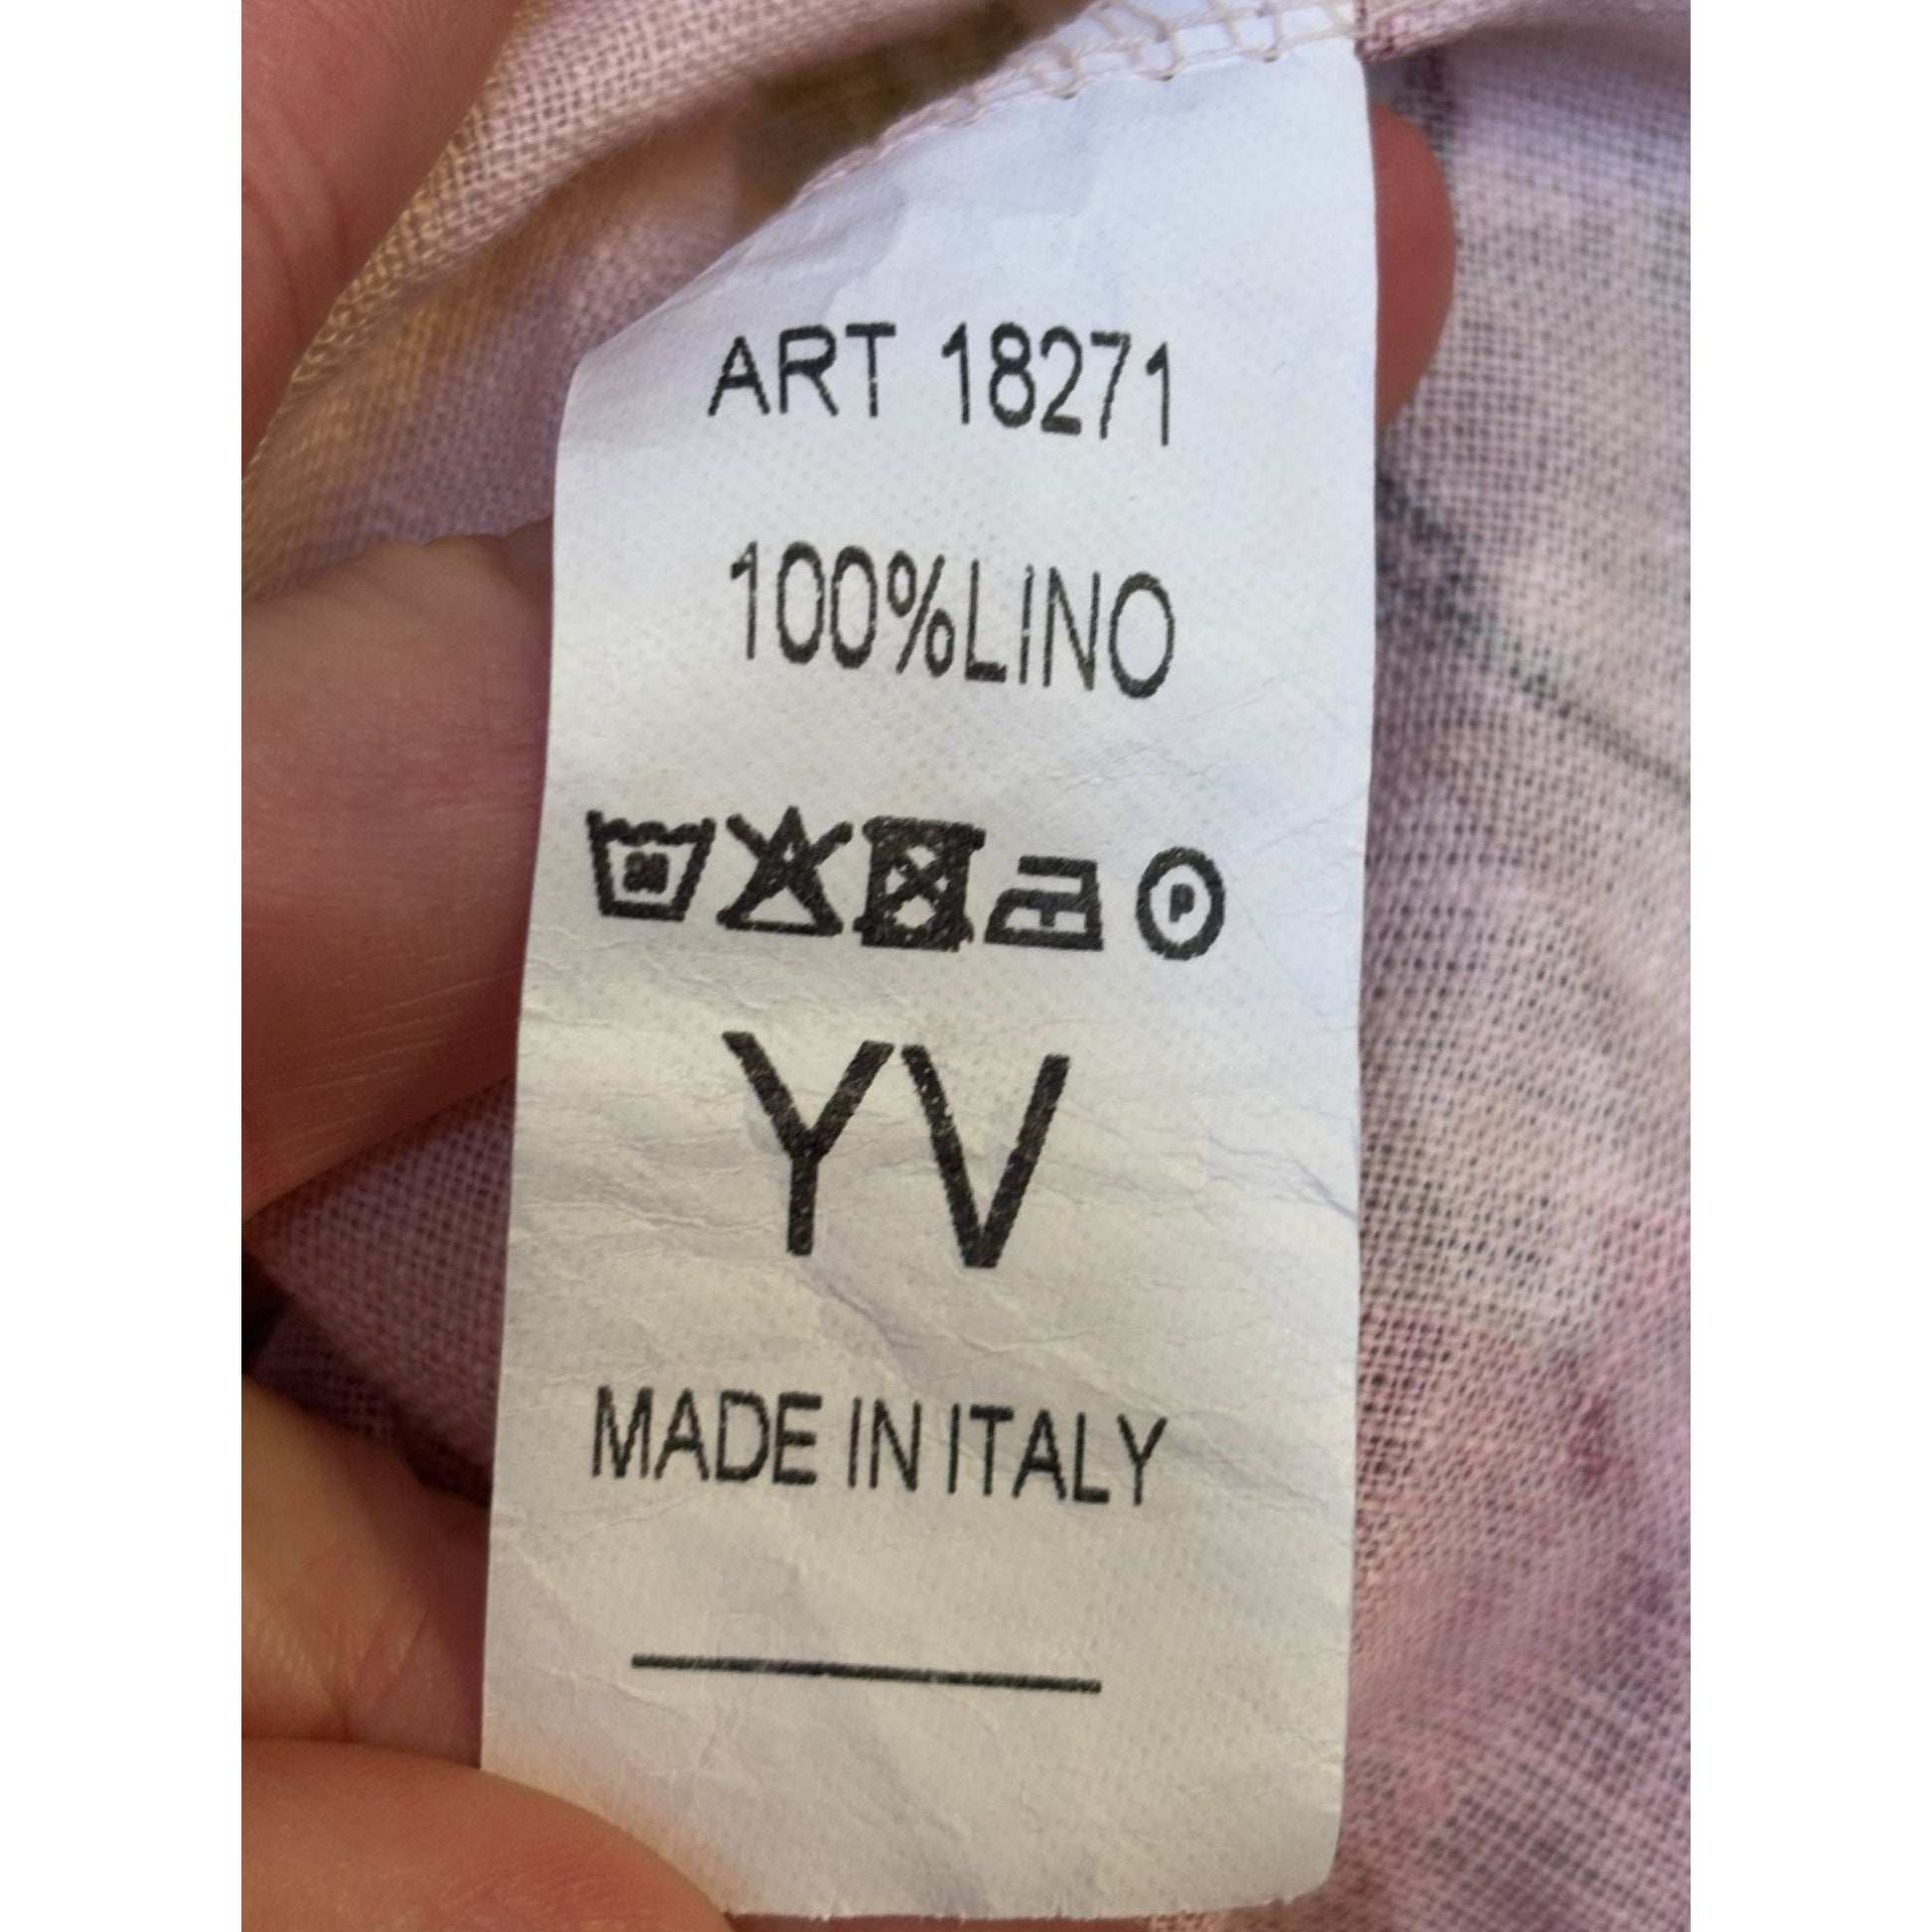 ART 18271
100%LINO
P
YV
MADE IN ITALY